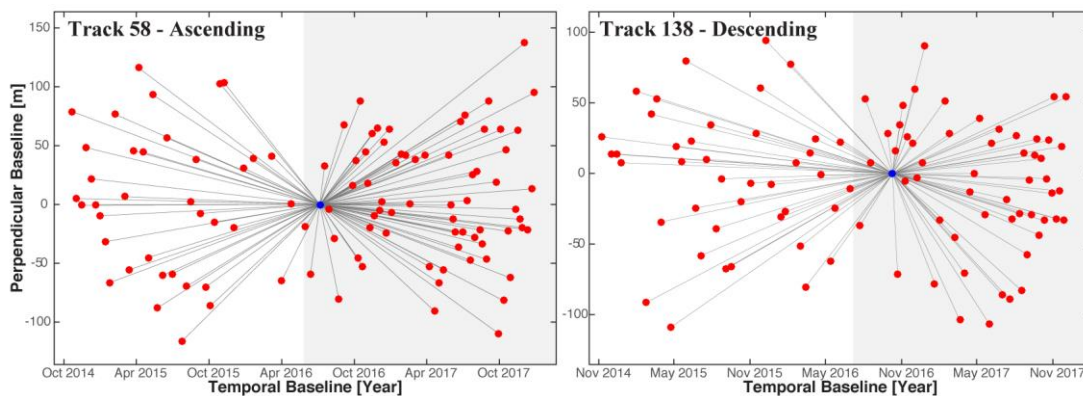 Track 58 - Ascending
Perpendicular Baseline [m]
150
100
50
0
-50
-100
Oct 2014 Apr 2015 Oct 2015 Apr 2016 Oct 2016 Apr 2017 Oct 2017
Temporal Baseline [Year]
Track 138 - Descending
100
50
0
-50
-100
Nov 2014 May 2015 Nov 2015 May 2016 Nov 2016 May 2017 Nov 2017
Temporal Baseline [Year]